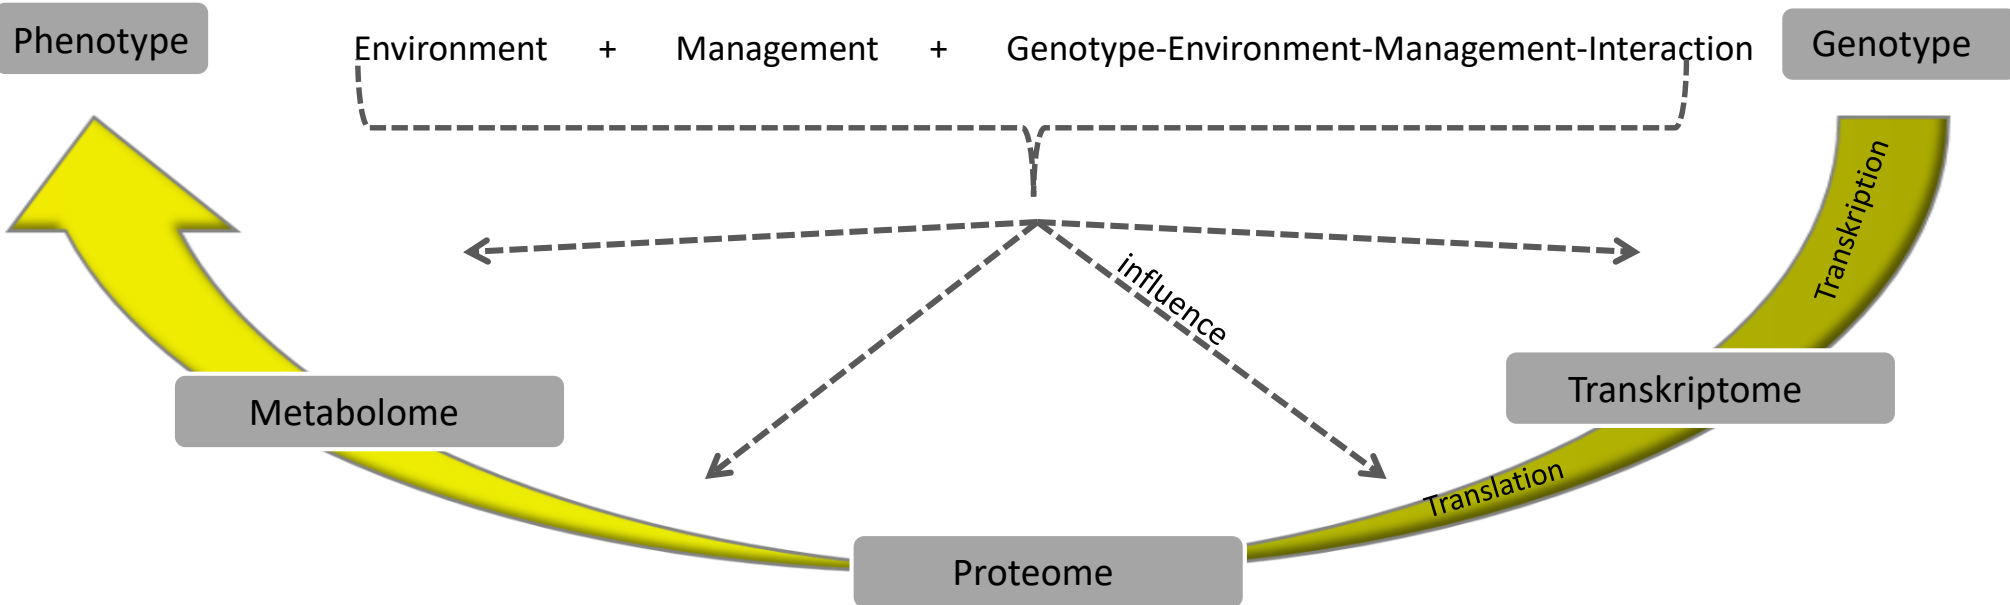 Phenotype
Environment + Management + Genotype-Environment-Management-Interaction
Genotype
Transkription
influence
Transkriptome
Metabolome
Translation
Proteome